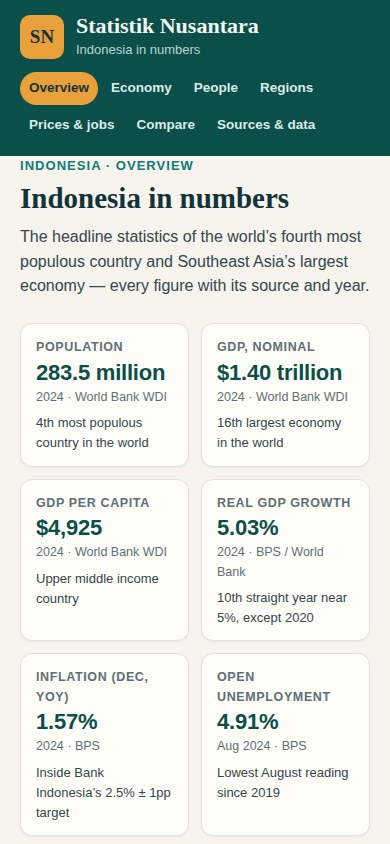 SN
Statistik Nusantara
Indonesia in numbers
Overview Economy People Regions
Prices & jobs Compare Sources & data
INDONESIA · OVERVIEW
Indonesia in numbers
The headline statistics of the world’s fourth most
populous country and Southeast Asia’s largest
economy — every figure with its source and year.
POPULATION
283.5 million
2024 · World Bank WDI
4th most populous
country in the world
GDP, NOMINAL
$1.40 trillion
2024 · World Bank WDI
16th largest economy
in the world
GDP PER CAPITA
$4,925
2024 · World Bank WDI
Upper middle income
country
REAL GDP GROWTH
5.03%
2024 · BPS / World
Bank
10th straight year near
5%, except 2020
INFLATION (DEC,
YOY)
1.57%
2024 · BPS
Inside Bank
Indonesia’s 2.5% ± 1pp
target
OPEN
UNEMPLOYMENT
4.91%
Aug 2024 · BPS
Lowest August reading
since 2019